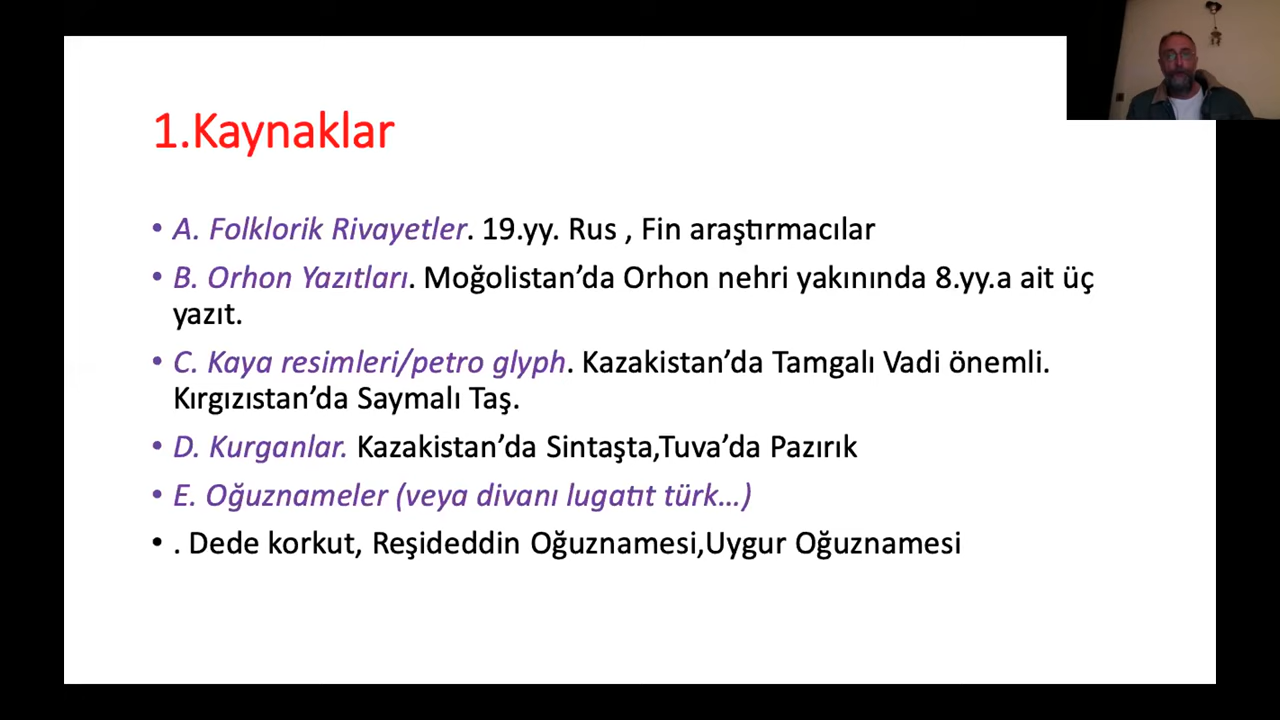 1.Kaynaklar
• A. Folklorik Rivayetler. 19.yy. Rus , Fin araştırmacılar
• B. Orhon Yazıtları. Moğolistan’da Orhon nehri yakınında 8.yy.a ait üç
yazıt.
• C. Kaya resimleri/petro glyph. Kazakistan’da Tamgalı Vadi önemli.
Kırgızıstan’da Saymalı Taş.
• D. Kurganlar. Kazakistan’da Sintaşta,Tuva’da Pazırık
• E. Oğuznameler (veya divanı lugatıt türk...)
• . Dede korkut, Reşideddin Oğuznamesi,Uygur Oğuznamesi